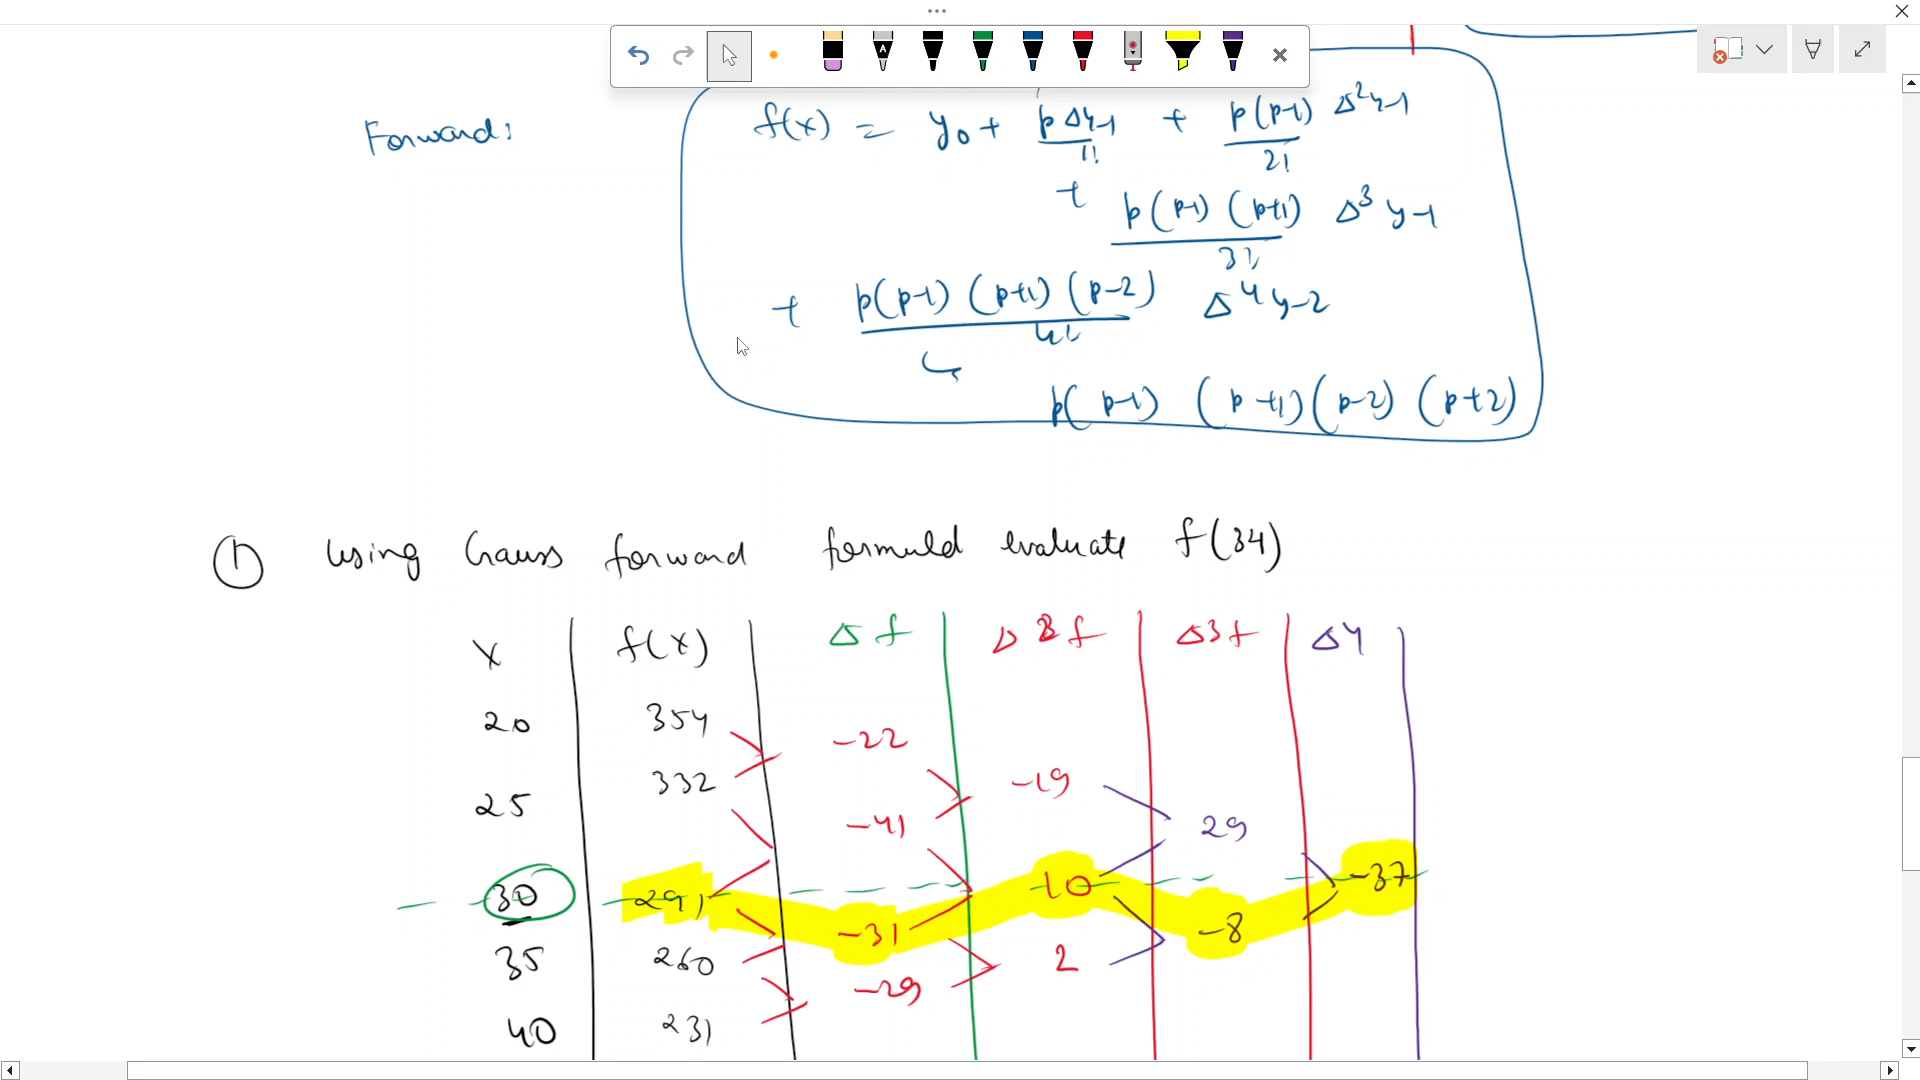 Forward:
f(x) = y0 + pΔy-1/1! + p(p-1)/2! Δ²y-1
+ p(p-1)(p+1)/3! Δ³y-1
+ p(p-1)(p+1)(p-2)/4! Δ⁴y-2
p(p-1)(p+1)(p-2)(p+2)
① Using Gauss forward formuld evaluate f(34)
x f(x) Δf Δ2f Δ3f Δ4
20 354
-22
332 -19
25 -41 29
30 291 10 -37
-31 -8
35 260 2
-29
40 231